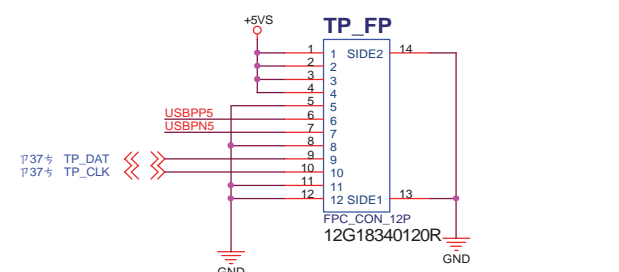 +5VS
TP_FP
1 1 SIDE2 14
2 2
3 3
4 4
5 5
USBPP5 6 6
USBPN5 7 7
8 8
TP_DAT 9 9
TP_CLK 10 10
11 11
12 12 SIDE1 13
FPC_CON_12P
12G18340120R
GND
GND